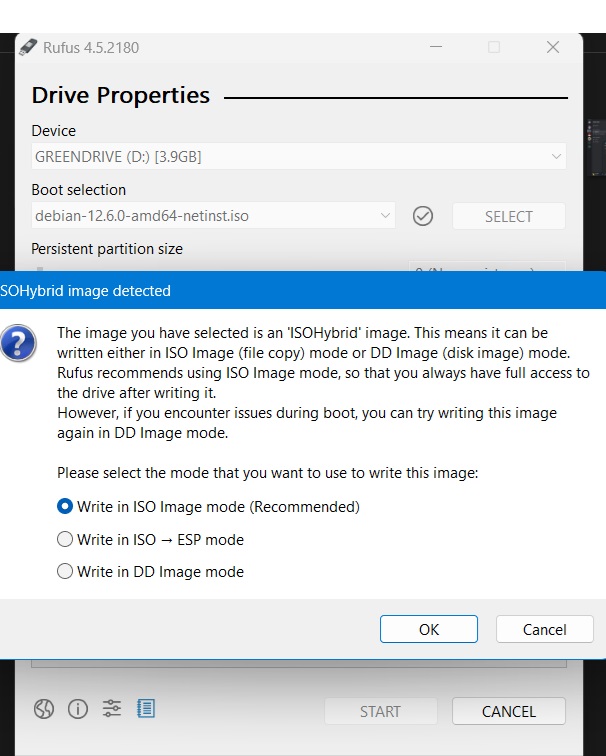 Rufus 4.5.2180
Drive Properties
Device
GREENDRIVE (D:) [3.9GB]
Boot selection
debian-12.6.0-amd64-netinst.iso
SELECT
Persistent partition size
SOHybrid image detected
The image you have selected is an 'ISOHybrid' image. This means it can be
written either in ISO Image (file copy) mode or DD Image (disk image) mode.
Rufus recommends using ISO Image mode, so that you always have full access to
the drive after writing it.
However, if you encounter issues during boot, you can try writing this image
again in DD Image mode.
Please select the mode that you want to use to write this image:
Write in ISO Image mode (Recommended)
Write in ISO → ESP mode
Write in DD Image mode
OK
Cancel
START
CANCEL